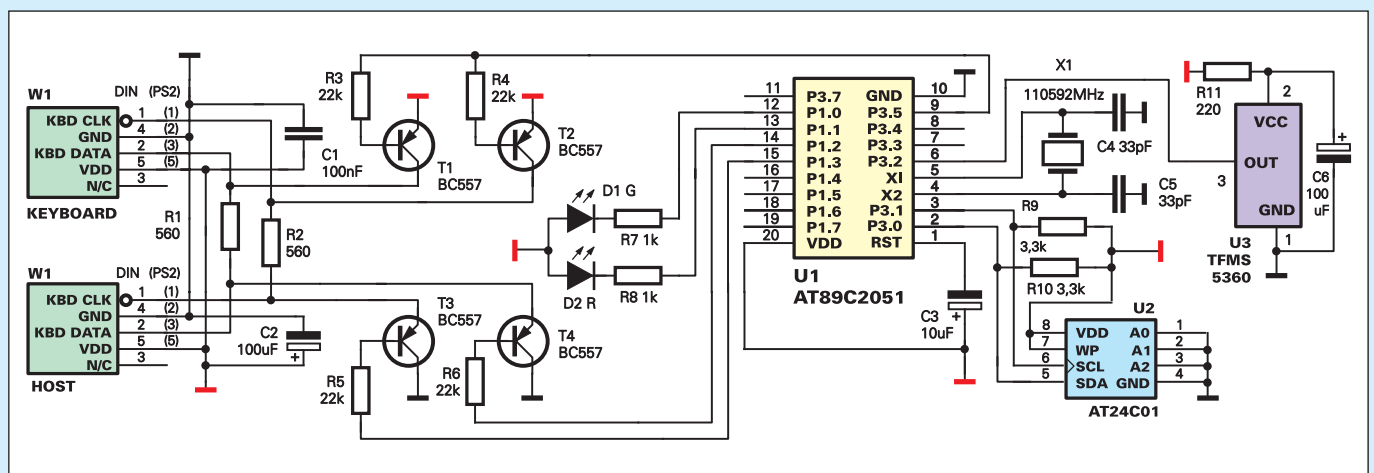 W1
DIN (PS2)
KBD CLK 1 (1)
GND 4 (2)
KBD DATA 2 (3)
VDD 5 (5)
N/C 3
KEYBOARD
C1
100nF
R1
560
R2
560
W1
DIN (PS2)
KBD CLK 1 (1)
GND 4 (2)
KBD DATA 2 (3)
VDD 5 (5)
N/C 3
HOST
C2
100uF
+
R3
22k
R4
22k
T1
BC557
T2
BC557
D1 G
R7 1k
D2 R
R8 1k
T3
BC557
T4
BC557
R5
22k
R6
22k
11 P3.7 GND 10
12 P1.0 P3.5 9
13 P1.1 P3.4 8
14 P1.2 P3.3 7
15 P1.3 P3.2 6
16 P1.4 XI 5
17 P1.5 X2 4
18 P1.6 P3.1 3
19 P1.7 P3.0 2
20 VDD RST 1
U1
AT89C2051
X1
110592MHz
C4 33pF
C5
33pF
R9
3,3k
R10 3,3k
C3
10uF
+
U2
8 VDD A0 1
7 WP A1 2
6 SCL A2 3
5 SDA GND 4
AT24C01
R11
220
2
VCC
OUT
3
GND
1
U3
TFMS
5360
+
C6
100
uF